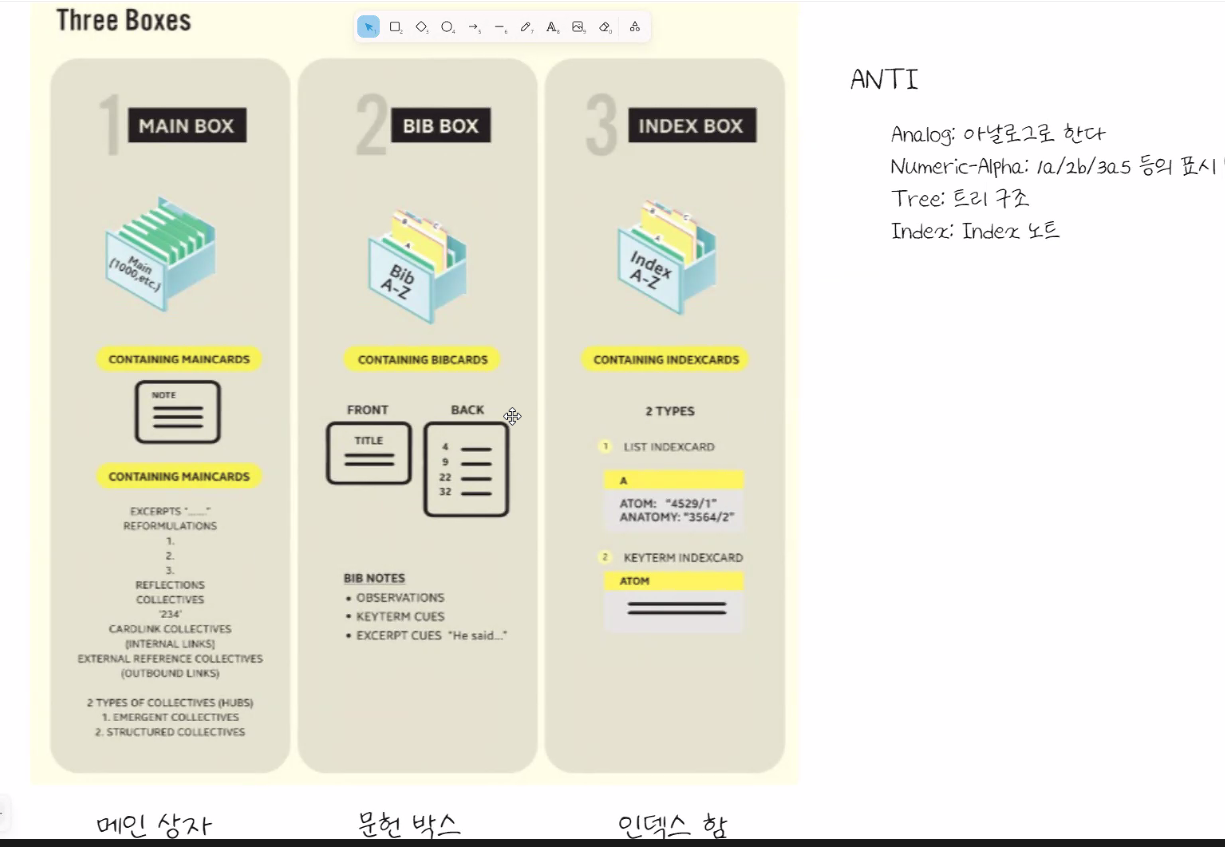 Three Boxes
1 MAIN BOX
Main
(1000,etc.)
CONTAINING MAINCARDS
NOTE
CONTAINING MAINCARDS
EXCERPTS "......"
REFORMULATIONS
1.
2.
3.
REFLECTIONS
COLLECTIVES
'234'
CARDLINK COLLECTIVES
(INTERNAL LINKS)
EXTERNAL REFERENCE COLLECTIVES
(OUTBOUND LINKS)
2 TYPES OF COLLECTIVES (HUBS)
1. EMERGENT COLLECTIVES
2. STRUCTURED COLLECTIVES
메인 상자
2 BIB BOX
Bib
A-Z
CONTAINING BIBCARDS
FRONT
TITLE
BACK
4
9
22
32
BIB NOTES
• OBSERVATIONS
• KEYTERM CUES
• EXCERPT CUES "He said..."
문헌 박스
3 INDEX BOX
Index
A-Z
CONTAINING INDEXCARDS
2 TYPES
1 LIST INDEXCARD
A
ATOM: "4529/1"
ANATOMY: "3564/2"
2 KEYTERM INDEXCARD
ATOM
인덱스 함
ANTI
Analog: 아날로그로 한다
Numeric-Alpha: 1a/2b/3a5 등의 표시
Tree: 트리 구조
Index: Index 노트